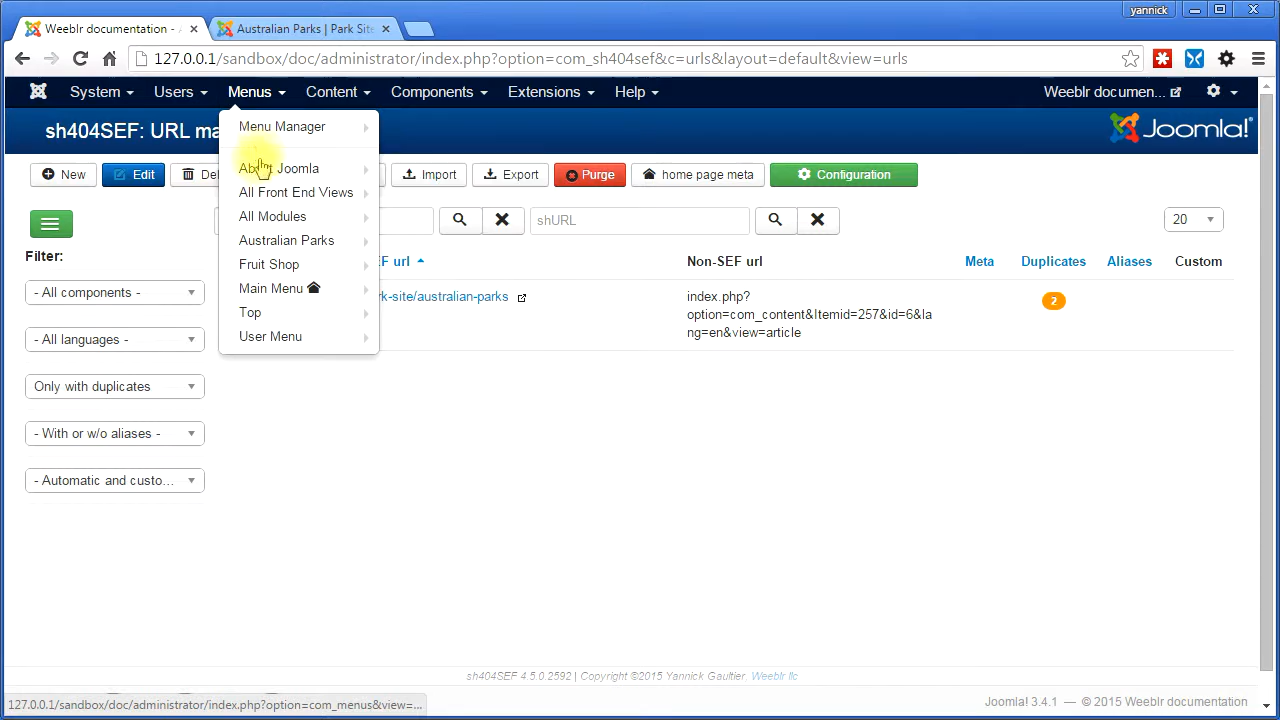 yannick
Weeblr documentation -
Australian Parks | Park Site
127.0.0.1/sandbox/doc/administrator/index.php?option=com_sh404sef&c=urls&layout=default&view=urls
System Users Menus Content Components Extensions Help Weeblr documen...
sh404SEF: URL ma
Joomla!
New Edit Del Import Export Purge home page meta Configuration
Menu Manager
About Joomla
All Front End Views
All Modules
Australian Parks
Fruit Shop
Main Menu
Top
User Menu
shURL
20
Filter:
- All components -
- All languages -
Only with duplicates
- With or w/o aliases -
- Automatic and custo...
EF url Non-SEF url Meta Duplicates Aliases Custom
rk-site/australian-parks
index.php?
option=com_content&Itemid=257&id=6&la
ng=en&view=article
2
sh404SEF 4.5.0.2592 | Copyright ©2015 Yannick Gaultier. Weeblr llc
127.0.0.1/sandbox/doc/administrator/index.php?option=com_menus&view=...
Joomla! 3.4.1 — © 2015 Weeblr documentation